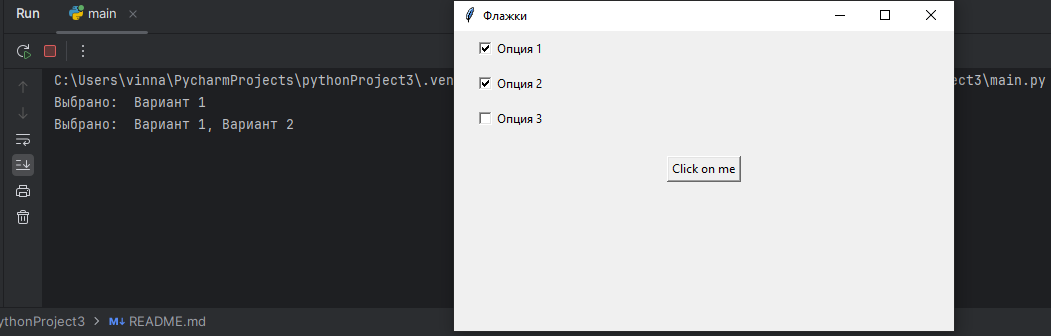 Run
main
C:\Users\vinna\PycharmProjects\pythonProject3\.ven
ect3\main.py
Выбрано: Вариант 1
Выбрано: Вариант 1, Вариант 2
Флажки
Опция 1
Опция 2
Опция 3
Click on me
ythonProject3 > M↓ README.md